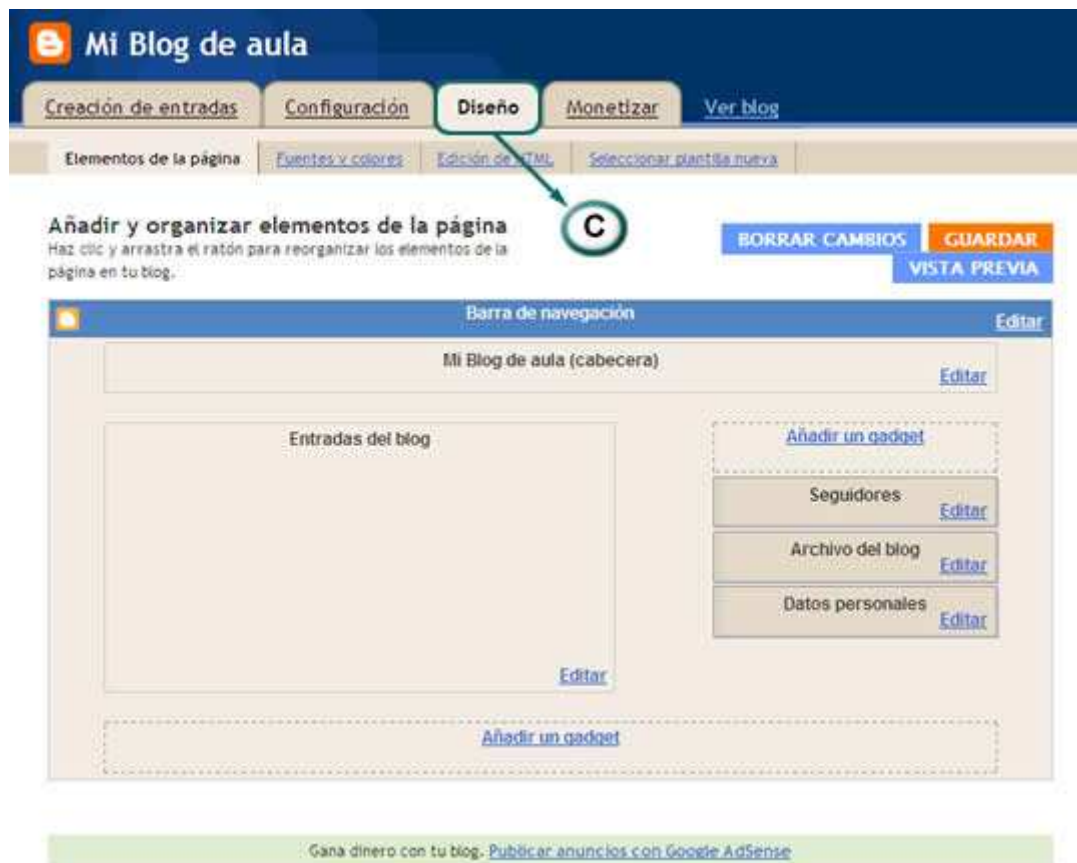 Mi Blog de aula
Creación de entradas Configuración Diseño Monetizar Ver blog
Elementos de la página Fuentes y colores Edición de HTML Seleccionar plantilla nueva
Añadir y organizar elementos de la página
Haz clic y arrastra el ratón para reorganizar los elementos de la
página en tu blog.
C
BORRAR CAMBIOS GUARDAR
VISTA PREVIA
Barra de navegación Editar
Mi Blog de aula (cabecera)
Editar
Entradas del blog
Editar
Añadir un gadget
Seguidores
Editar
Archivo del blog
Editar
Datos personales
Editar
Añadir un gadget
Gana dinero con tu blog. Publicar anuncios con Google AdSense